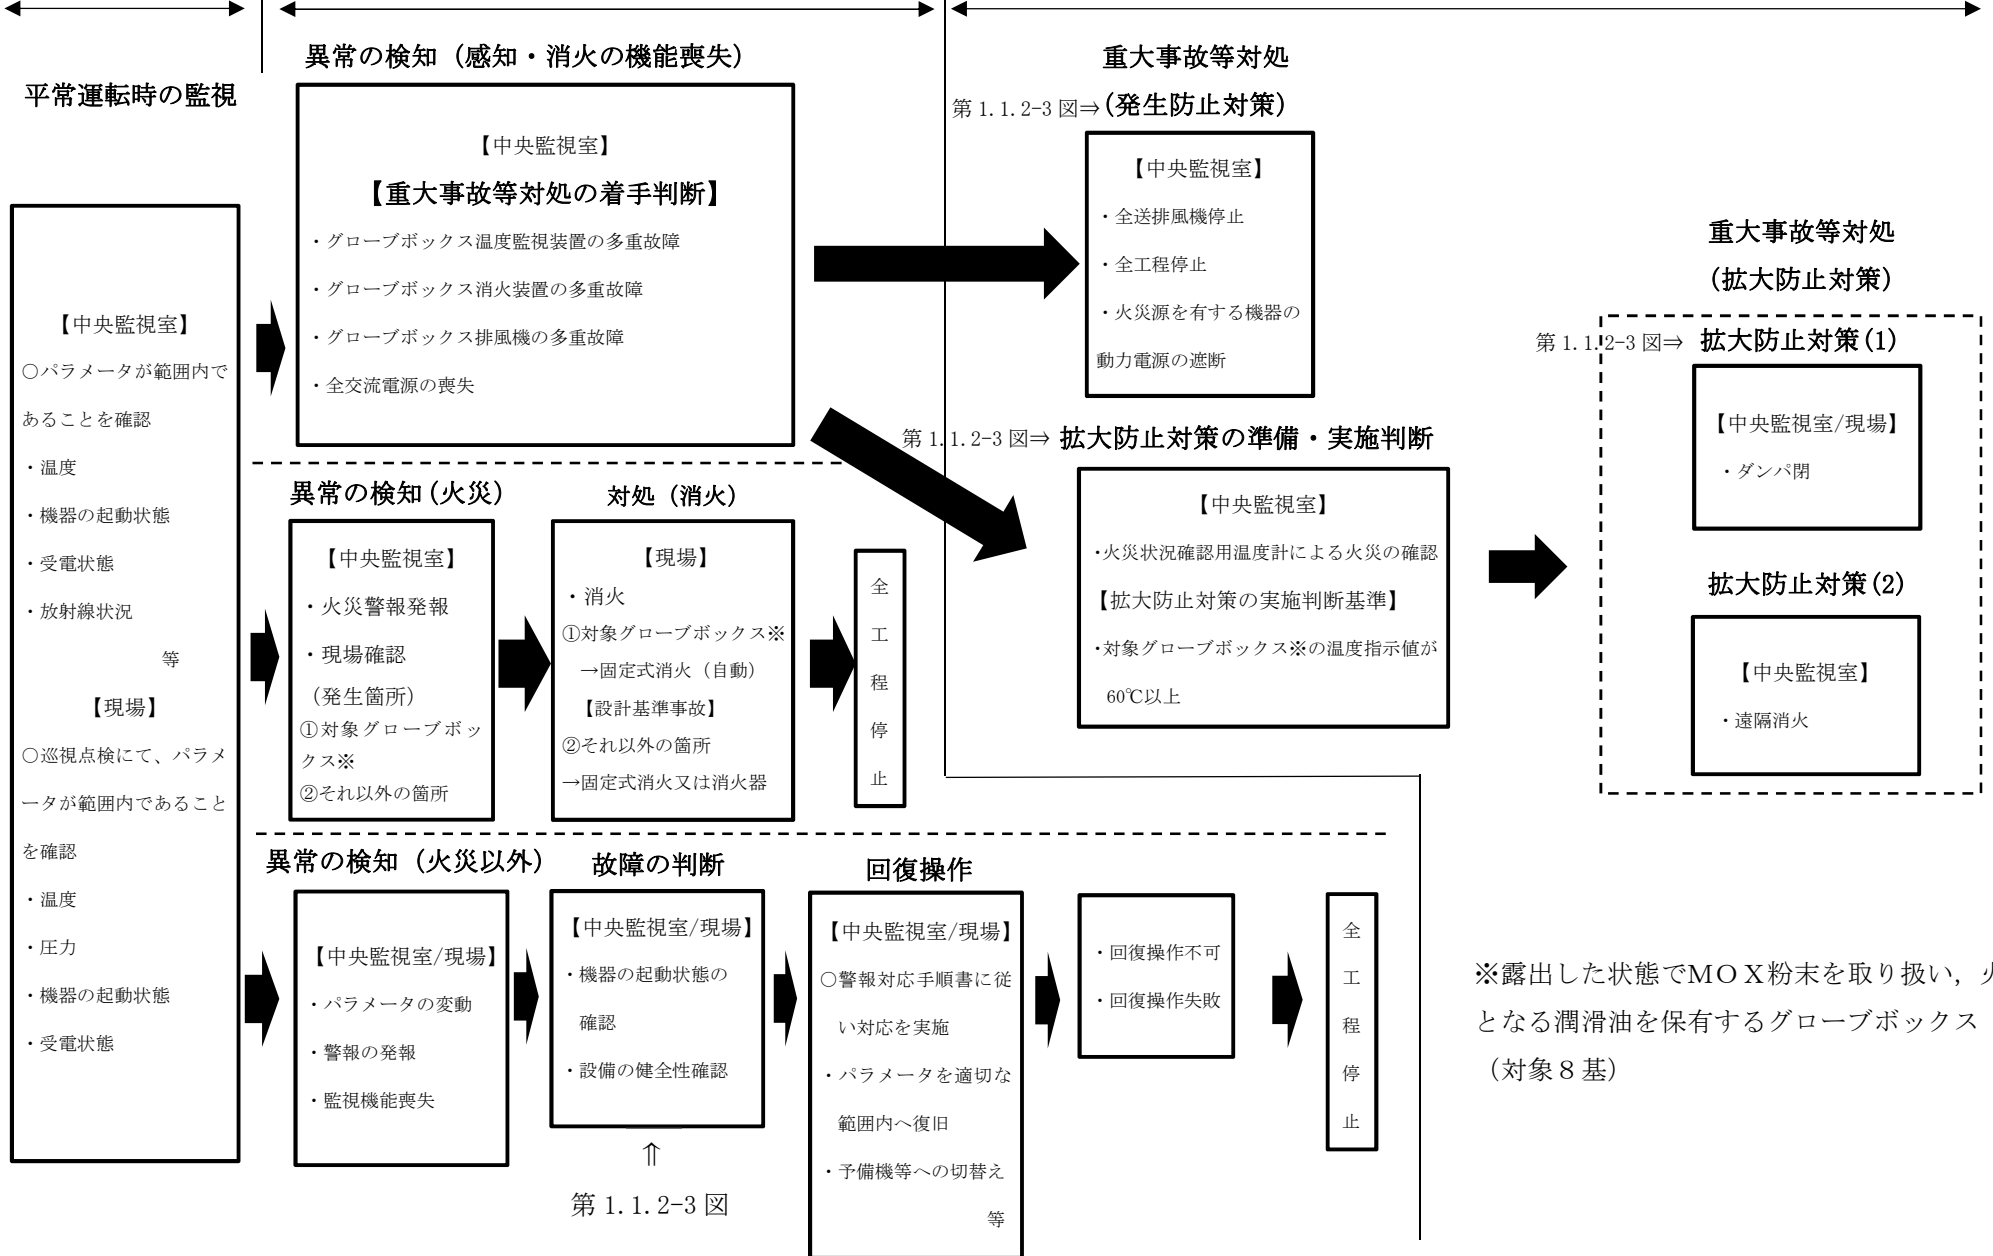 平常運転時の監視
【中央監視室】
○パラメータが範囲内で
あることを確認
・温度
・機器の起動状態
・受電状態
・放射線状況
等
【現場】
○巡視点検にて、パラメ
ータが範囲内であること
を確認
・温度
・圧力
・機器の起動状態
・受電状態
異常の検知（感知・消火の機能喪失）
【中央監視室】
【重大事故等対処の着手判断】
・グローブボックス温度監視装置の多重故障
・グローブボックス消火装置の多重故障
・グローブボックス排風機の多重故障
・全交流電源の喪失
重大事故等対処
第 1.1.2-3 図⇒(発生防止対策)
【中央監視室】
・全送排風機停止
・全工程停止
・火災源を有する機器の
動力電源の遮断
第 1.1.2-3 図⇒ 拡大防止対策の準備・実施判断
【中央監視室】
・火災状況確認用温度計による火災の確認
【拡大防止対策の実施判断基準】
・対象グローブボックス※の温度指示値が
60℃以上
重大事故等対処
(拡大防止対策)
第 1.1.2-3 図⇒ 拡大防止対策(1)
【中央監視室/現場】
・ダンパ閉
拡大防止対策(2)
【中央監視室】
・遠隔消火
異常の検知(火災)
【中央監視室】
・火災警報発報
・現場確認
（発生箇所）
①対象グローブボッ
クス※
②それ以外の箇所
対処（消火）
【現場】
・消火
①対象グローブボックス※
→固定式消火（自動）
【設計基準事故】
②それ以外の箇所
→固定式消火又は消火器
全
工
程
停
止
異常の検知（火災以外）
【中央監視室/現場】
・パラメータの変動
・警報の発報
・監視機能喪失
故障の判断
【中央監視室/現場】
・機器の起動状態の
確認
・設備の健全性確認
⇑
第 1.1.2-3 図
回復操作
【中央監視室/現場】
○警報対応手順書に従
い対応を実施
・パラメータを適切な
範囲内へ復旧
・予備機等への切替え
等
・回復操作不可
・回復操作失敗
全
工
程
停
止
※露出した状態でMOX粉末を取り扱い，火
となる潤滑油を保有するグローブボックス
（対象８基）